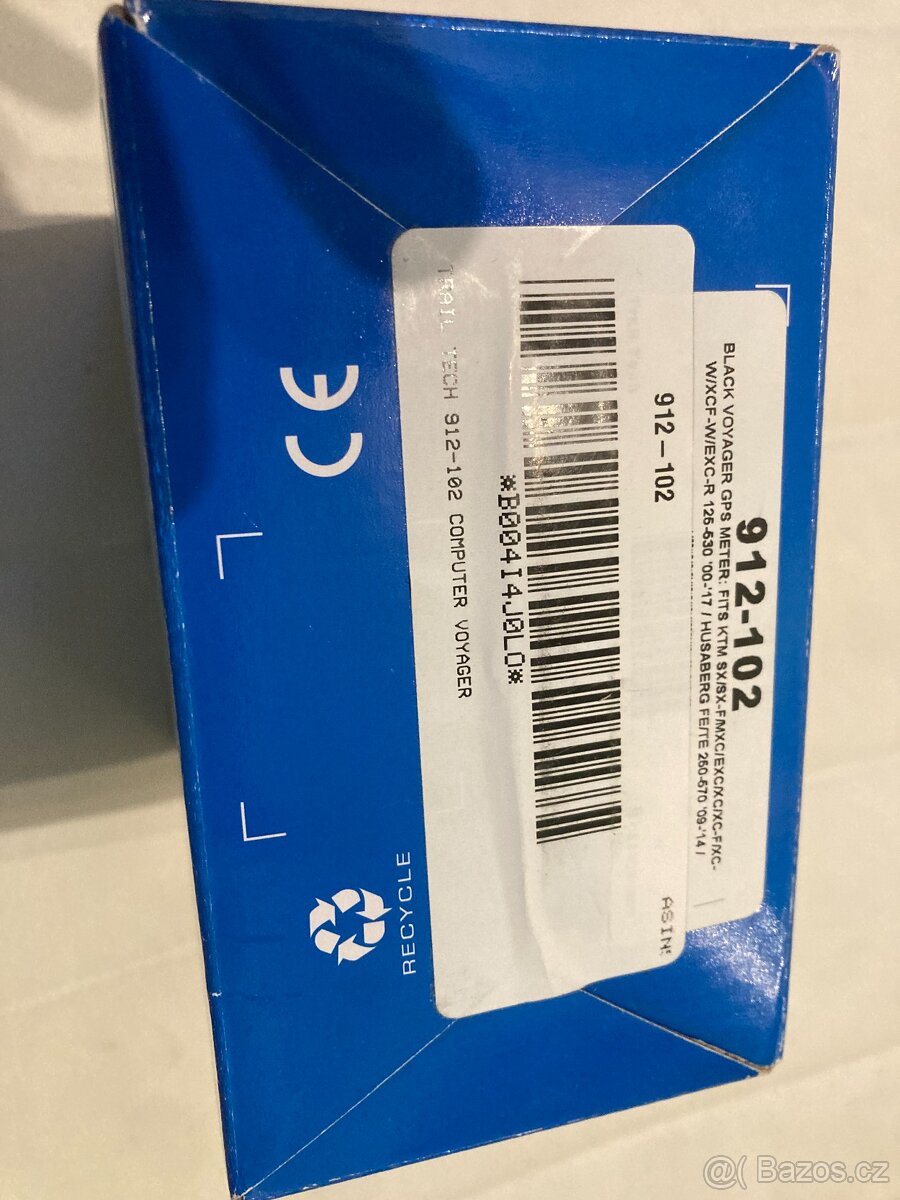 912-102
BLACK VOYAGER GPS METER: FITS KTM SX/SX-F/MXC/EXC/XC/XC-F/XC-
W/XCF-W/EXC-R 125-530 '00-'17 / HUSABERG FE/TE 250-570 '09-'14 /
912-102
ASIN:
*B004I4J0LO*
TRAIL TECH 912-102 COMPUTER VOYAGER
CE
RECYCLE
@( Bazos.cz